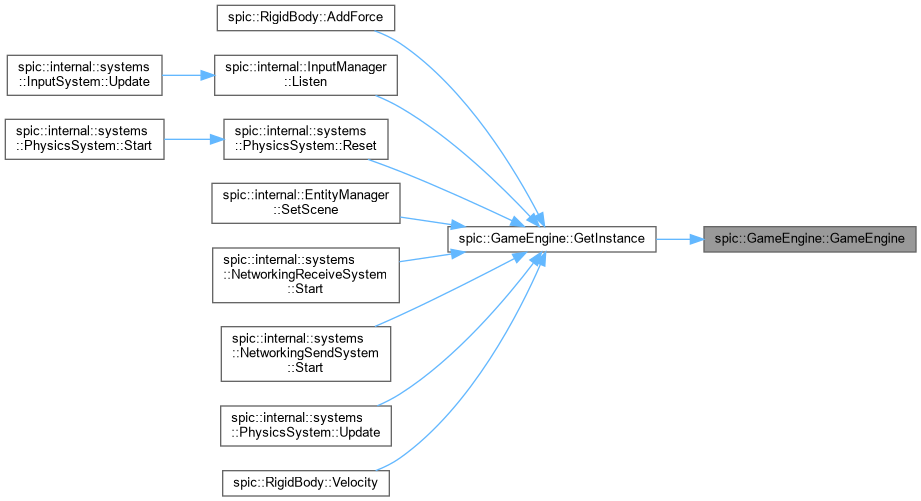 spic::RigidBody::AddForce
spic::internal::systems
::InputSystem::Update
spic::internal::InputManager
::Listen
spic::internal::systems
::PhysicsSystem::Start
spic::internal::systems
::PhysicsSystem::Reset
spic::internal::EntityManager
::SetScene
spic::GameEngine::GetInstance
spic::GameEngine::GameEngine
spic::internal::systems
::NetworkingReceiveSystem
::Start
spic::internal::systems
::NetworkingSendSystem
::Start
spic::internal::systems
::PhysicsSystem::Update
spic::RigidBody::Velocity